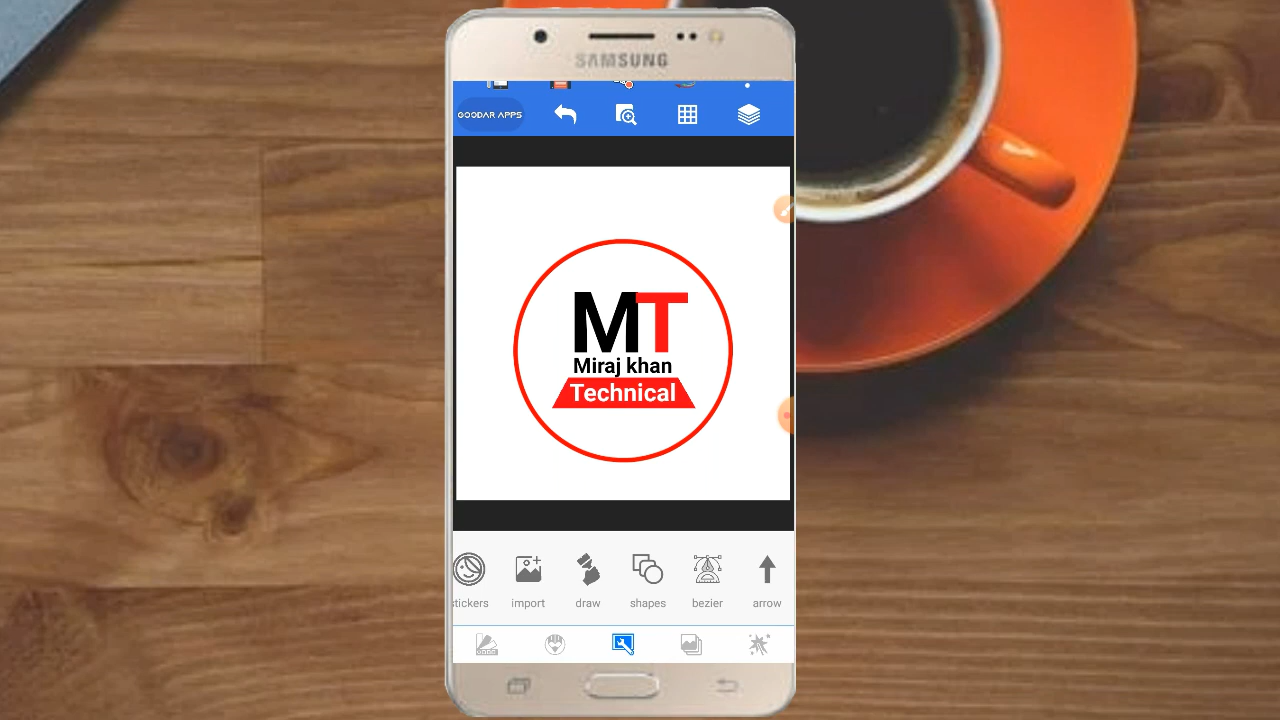 SAMSUNG
GOODAR APPS
MT
Miraj khan
Technical
stickers import draw shapes bezier arrow